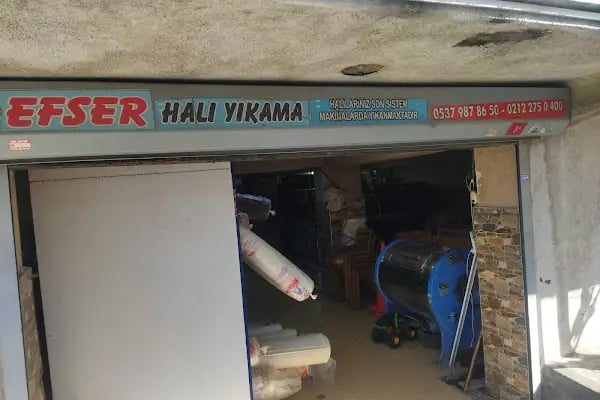 EFSER HALI YIKAMA
HALILARINIZ SON SİSTEM
MAKİNALARDA YIKANMAKTADIR
0537 987 86 50 - 0212 275 0 400